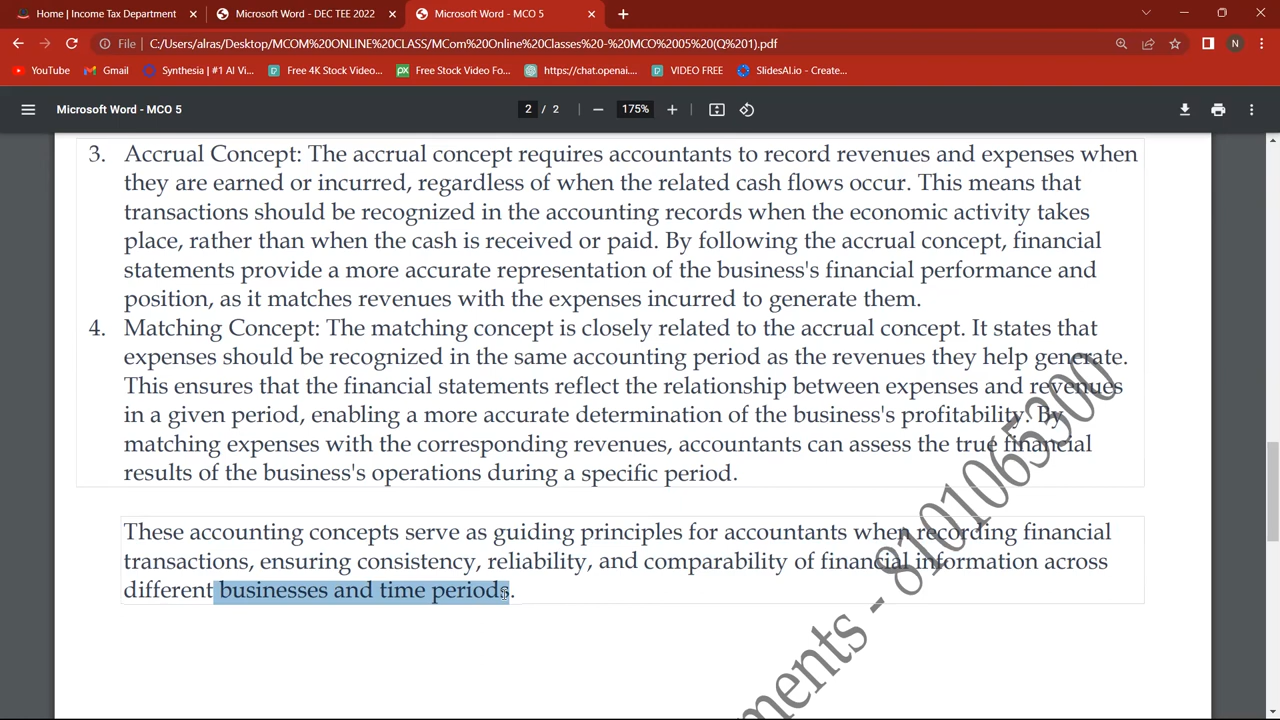 Home | Income Tax Department
Microsoft Word - DEC TEE 2022
Microsoft Word - MCO 5
File
C:/Users/alras/Desktop/MCOM%20ONLINE%20CLASS/MCom%20Online%20Classes%20-%20MCO%2005%20(Q%201).pdf
N
YouTube
Gmail
Synthesia | #1 AI Vi...
Free 4K Stock Video...
Free Stock Video Fo...
https://chat.openai....
VIDEO FREE
SlidesAI.io - Create...
Microsoft Word - MCO 5
2 / 2
175%
3. Accrual Concept: The accrual concept requires accountants to record revenues and expenses when
they are earned or incurred, regardless of when the related cash flows occur. This means that
transactions should be recognized in the accounting records when the economic activity takes
place, rather than when the cash is received or paid. By following the accrual concept, financial
statements provide a more accurate representation of the business's financial performance and
position, as it matches revenues with the expenses incurred to generate them.
4. Matching Concept: The matching concept is closely related to the accrual concept. It states that
expenses should be recognized in the same accounting period as the revenues they help generate.
This ensures that the financial statements reflect the relationship between expenses and revenues
in a given period, enabling a more accurate determination of the business's profitability. By
matching expenses with the corresponding revenues, accountants can assess the true financial
results of the business's operations during a specific period.
These accounting concepts serve as guiding principles for accountants when recording financial
transactions, ensuring consistency, reliability, and comparability of financial information across
different businesses and time periods.
ments - 8101065300